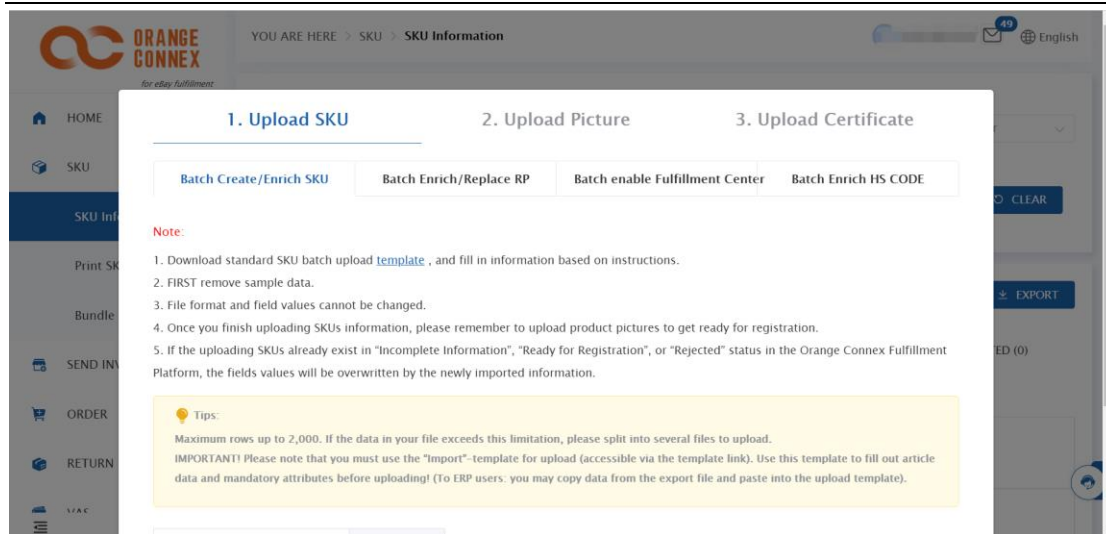 ORANGE
CONNEX
for eBay fulfillment
YOU ARE HERE > SKU > SKU Information
49
English
HOME
SKU
SKU Inf
Print SK
Bundle
SEND IN
ORDER
RETURN
VAS
1. Upload SKU
2. Upload Picture
3. Upload Certificate
Batch Create/Enrich SKU
Batch Enrich/Replace RP
Batch enable Fulfillment Center
Batch Enrich HS CODE
Note:
1. Download standard SKU batch upload template , and fill in information based on instructions.
2. FIRST remove sample data.
3. File format and field values cannot be changed.
4. Once you finish uploading SKUs information, please remember to upload product pictures to get ready for registration.
5. If the uploading SKUs already exist in "Incomplete Information", "Ready for Registration", or "Rejected" status in the Orange Connex Fulfillment
Platform, the fields values will be overwritten by the newly imported information.
Tips:
Maximum rows up to 2,000. If the data in your file exceeds this limitation, please split into several files to upload.
IMPORTANT! Please note that you must use the "Import"-template for upload (accessible via the template link). Use this template to fill out article
data and mandatory attributes before uploading! (To ERP users: you may copy data from the export file and paste into the upload template).
CLEAR
EXPORT
ED (0)